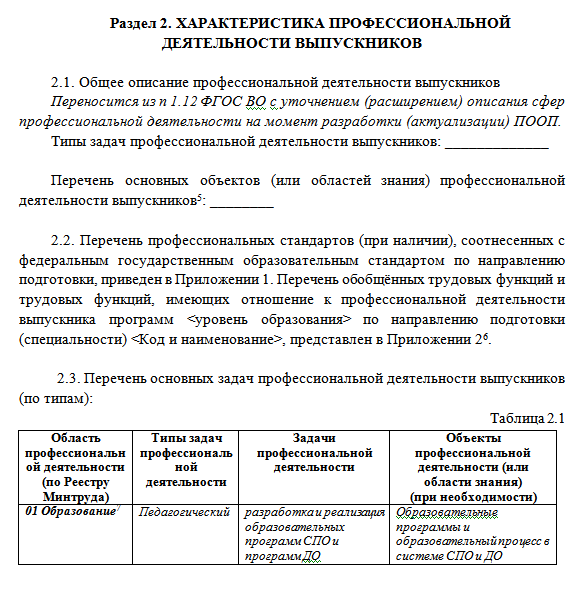 Раздел 2. ХАРАКТЕРИСТИКА ПРОФЕССИОНАЛЬНОЙ
ДЕЯТЕЛЬНОСТИ ВЫПУСКНИКОВ
2.1. Общее описание профессиональной деятельности выпускников
Переносится из п 1.12 ФГОС ВО с уточнением (расширением) описания сфер
профессиональной деятельности на момент разработки (актуализации) ПООП.
Типы задач профессиональной деятельности выпускников: ______________
Перечень основных объектов (или областей знания) профессиональной
деятельности выпускников⁵: ________
2.2. Перечень профессиональных стандартов (при наличии), соотнесенных с
федеральным государственным образовательным стандартом по направлению
подготовки, приведен в Приложении 1. Перечень обобщённых трудовых функций и
трудовых функций, имеющих отношение к профессиональной деятельности
выпускника программ <уровень образования> по направлению подготовки
(специальности) <Код и наименование>, представлен в Приложении 2⁶.
2.3. Перечень основных задач профессиональной деятельности выпускников
(по типам):
Таблица 2.1
Область
профессиональн
ой деятельности
(по Реестру
Минтруда)
Типы задач
профессиональ
ной
деятельности
Задачи
профессиональной
деятельности
Объекты
профессиональной
деятельности (или
области знания)
(при необходимости)
01 Образование⁷
Педагогический
разработка и реализация
образовательных
программ СПО и
программ ДО
Образовательные
программы и
образовательный процесс в
системе СПО и ДО